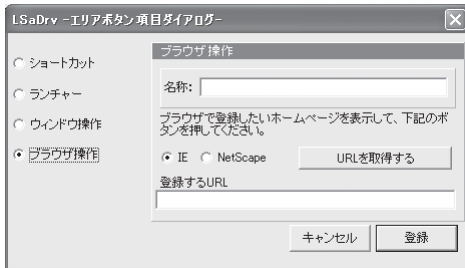 LSaDrv -エリアボタン項目ダイアログ-
ショートカット
ランチャー
ウィンドウ操作
ブラウザ操作
ブラウザ操作
名称:
ブラウザで登録したいホームページを表示して、下記のボ
タンを押してください。
IE NetScape URLを取得する
登録するURL
キャンセル 登録